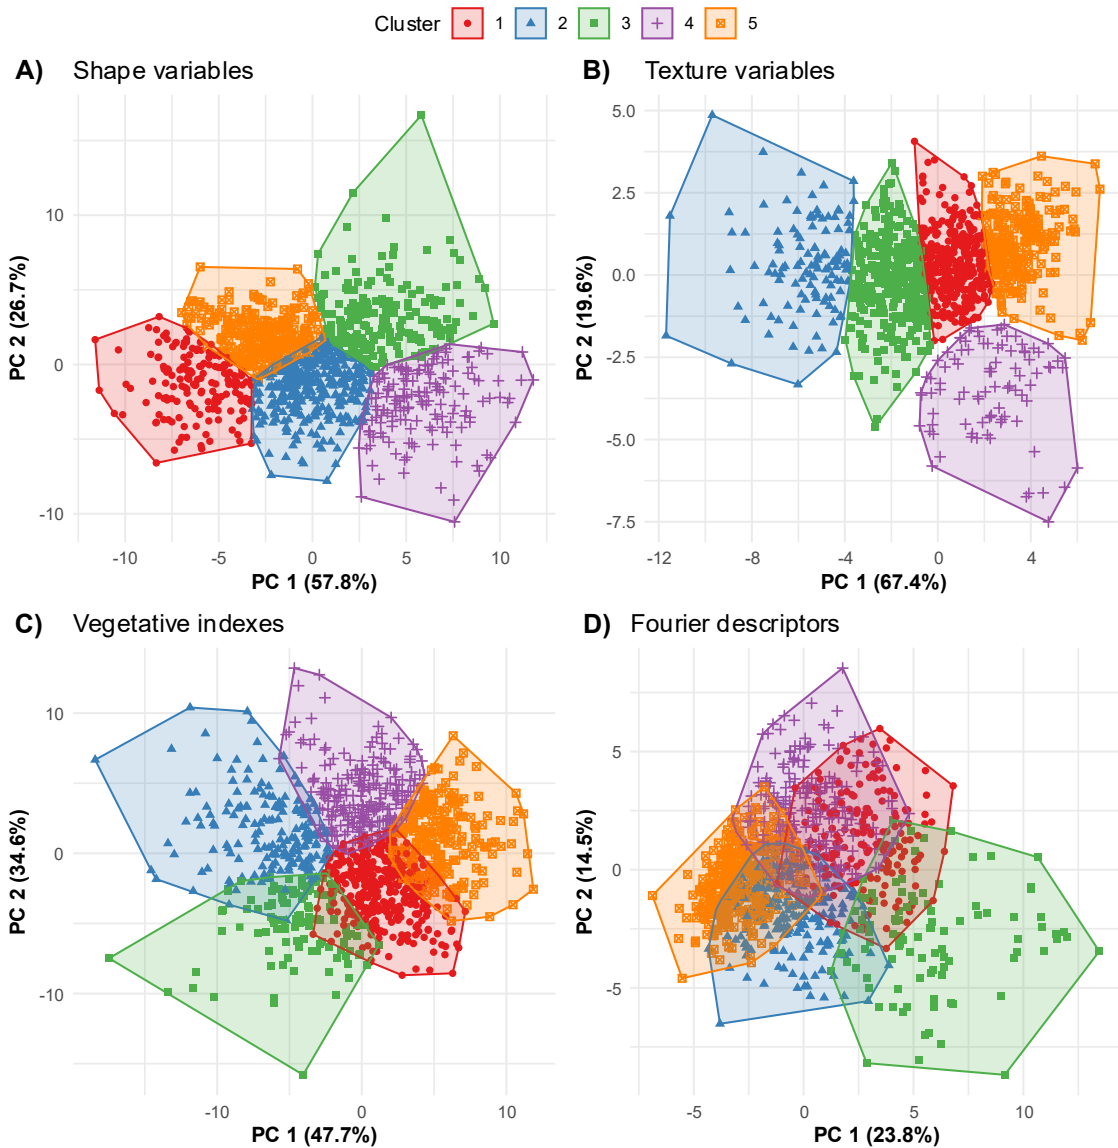 Cluster 1 2 3 4 5
A) Shape variables
10
0
-10
PC 2 (26.7%)
-10 -5 0 5 10
PC 1 (57.8%)
B) Texture variables
5.0
2.5
0.0
-2.5
-5.0
-7.5
PC 2 (19.6%)
-12 -8 -4 0 4
PC 1 (67.4%)
C) Vegetative indexes
10
0
-10
PC 2 (34.6%)
-10 0 10
PC 1 (47.7%)
D) Fourier descriptors
5
0
-5
PC 2 (14.5%)
-5 0 5 10
PC 1 (23.8%)